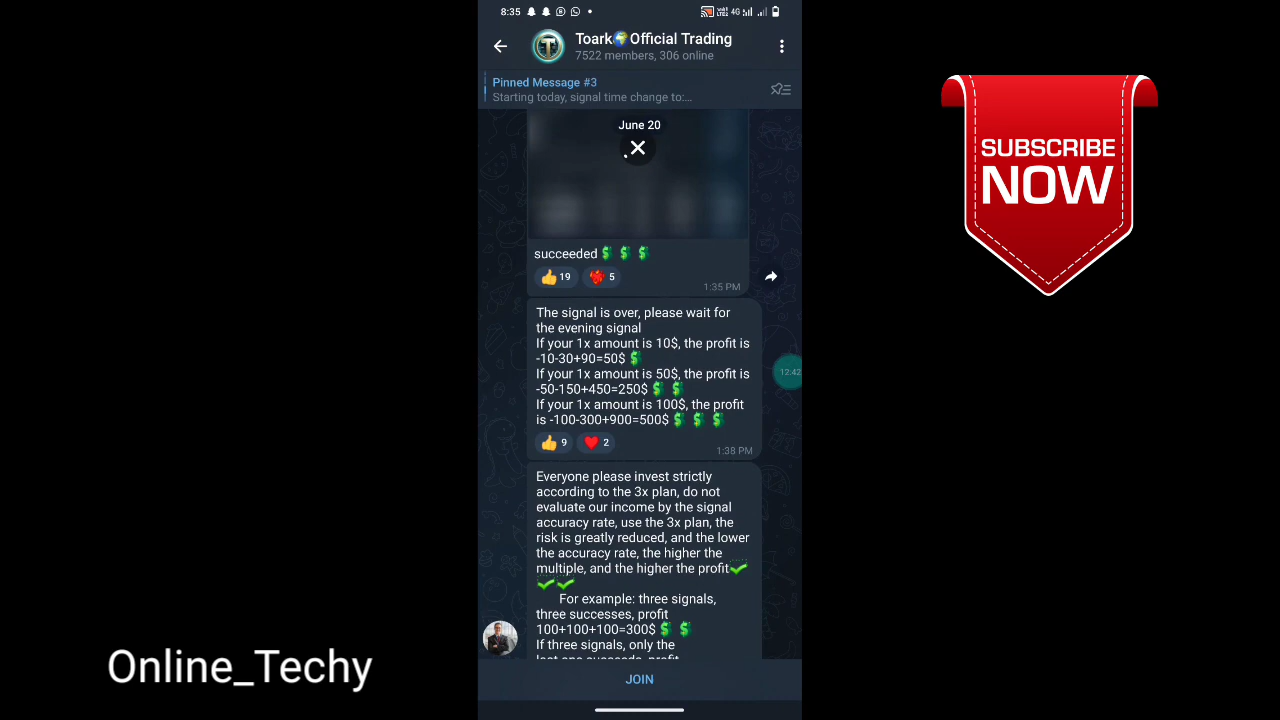 8:35
4G
Toark🌍Official Trading
7522 members, 306 online
Pinned Message #3
Starting today, signal time change to:...
June 20
succeeded💲💲💲
👍 19 ❤️ 5
1:35 PM
The signal is over, please wait for
the evening signal
If your 1x amount is 10$, the profit is
-10-30+90=50$💲
If your 1x amount is 50$, the profit is
-50-150+450=250$💲💲
If your 1x amount is 100$, the profit
is -100-300+900=500$💲💲💲
👍 9 ❤️ 2
1:38 PM
12:42
Everyone please invest strictly
according to the 3x plan, do not
evaluate our income by the signal
accuracy rate, use the 3x plan, the
risk is greatly reduced, and the lower
the accuracy rate, the higher the
multiple, and the higher the profit✅
✅✅
For example: three signals,
three successes, profit
100+100+100=300$💲💲
If three signals, only the
last one succeeds, profit
JOIN
SUBSCRIBE
NOW
Online_Techy